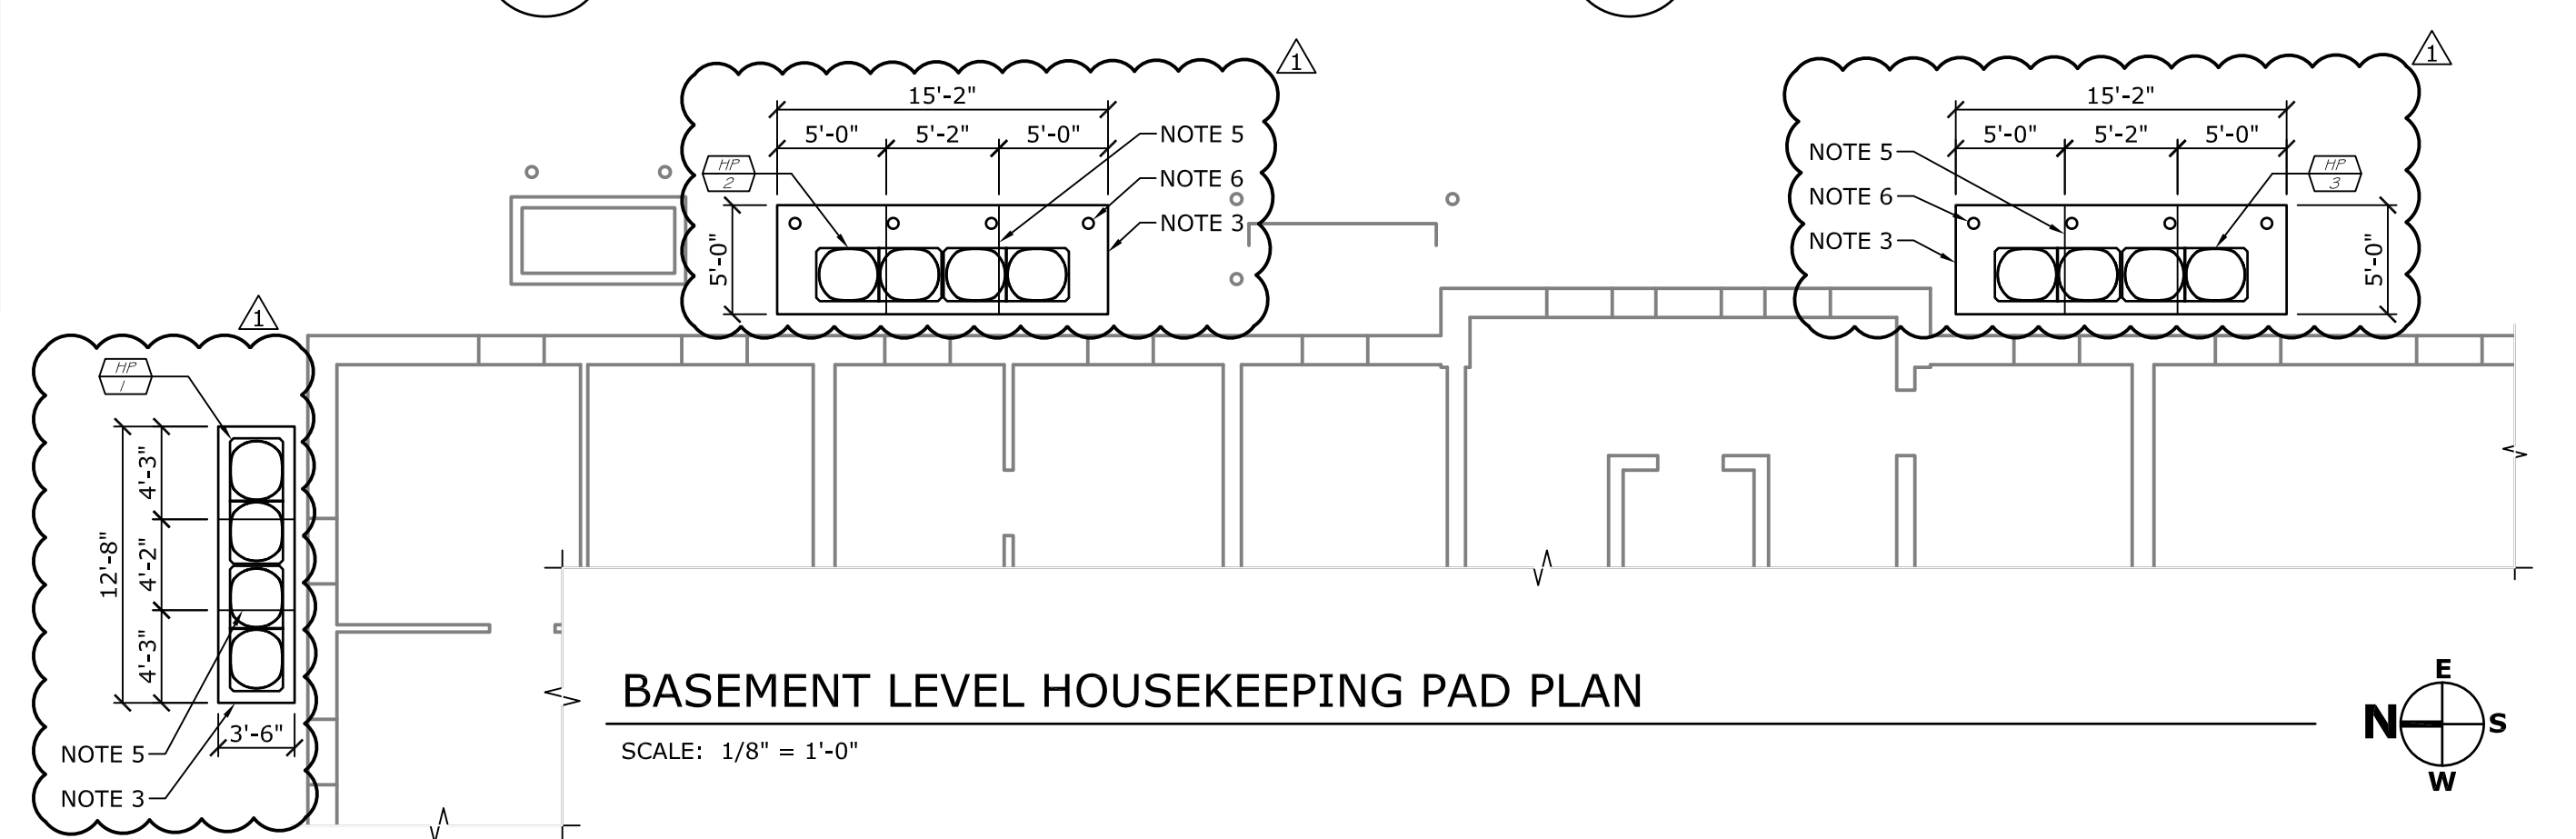 1
15'-2"
5'-0"
5'-2"
5'-0"
HP
2
5'-0"
NOTE 5
NOTE 6
NOTE 3
1
15'-2"
5'-0"
5'-2"
5'-0"
NOTE 5
NOTE 6
NOTE 3
HP
3
5'-0"
1
HP
1
12'-8"
4'-3"
4'-2"
4'-3"
3'-6"
NOTE 5
NOTE 3
BASEMENT LEVEL HOUSEKEEPING PAD PLAN
SCALE: 1/8" = 1'-0"
E
N
S
W